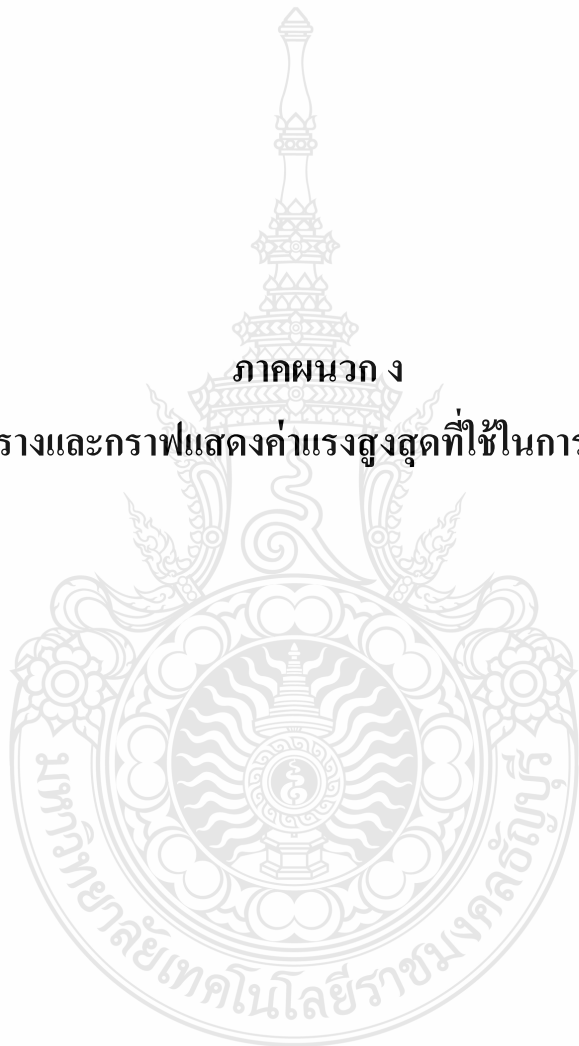 ภาคผนวก ง
รางและกราฟแสดงค่าแรงสูงสุดที่ใช้ในการ
มหาวิทยาลัยเทคโนโลยีราชมงคลธัญบุรี